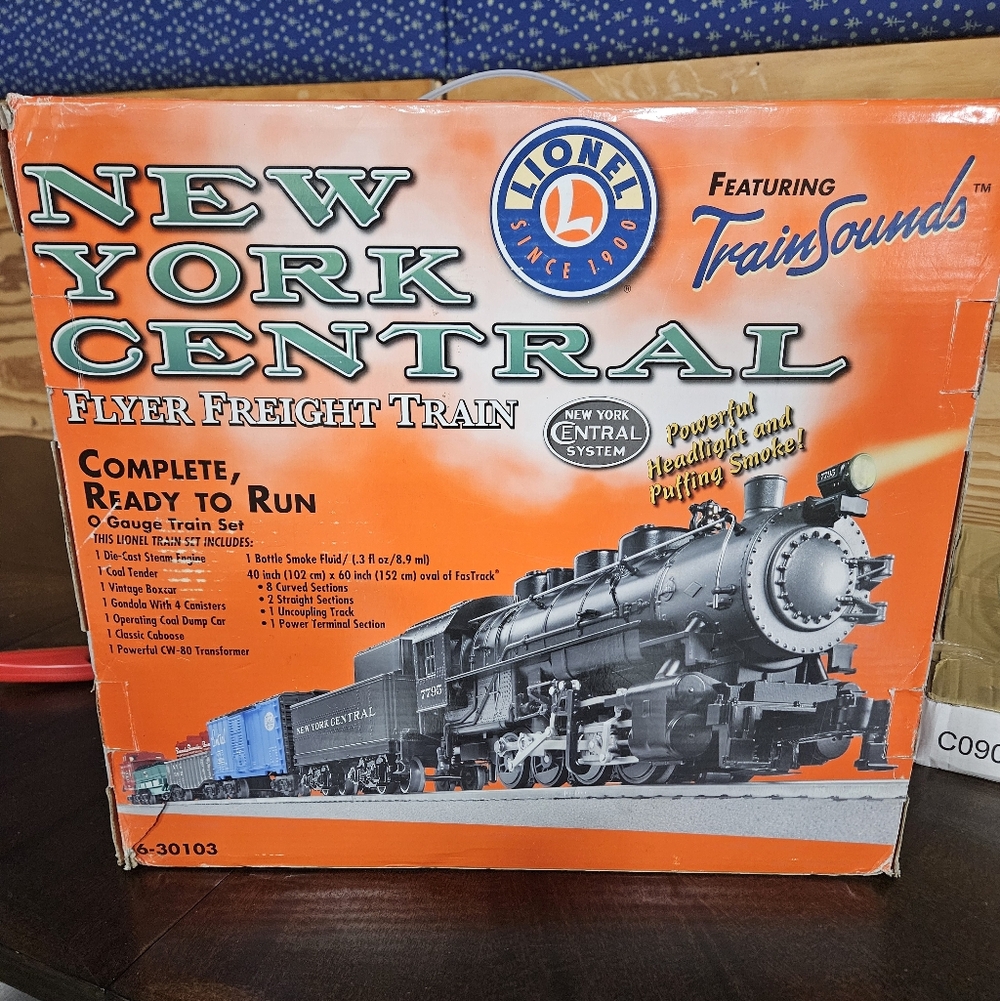 NEW
YORK
CENTRAL
FLYER FREIGHT TRAIN
LIONEL
L
SINCE 1900
®
FEATURING
TrainSounds™
NEW YORK
CENTRAL
SYSTEM
Powerful
Headlight and
Puffing Smoke!
COMPLETE,
READY TO RUN
O Gauge Train Set
THIS LIONEL TRAIN SET INCLUDES:
1 Die-Cast Steam Engine
1 Coal Tender
1 Vintage Boxcar
1 Gondola With 4 Canisters
1 Operating Coal Dump Car
1 Classic Caboose
1 Powerful CW-80 Transformer
1 Bottle Smoke Fluid/ (.3 fl oz/8.9 ml)
40 inch (102 cm) x 60 inch (152 cm) oval of FasTrack®
• 8 Curved Sections
• 2 Straight Sections
• 1 Uncoupling Track
• 1 Power Terminal Section
7795
7795
NEW YORK CENTRAL
6-30103
C090